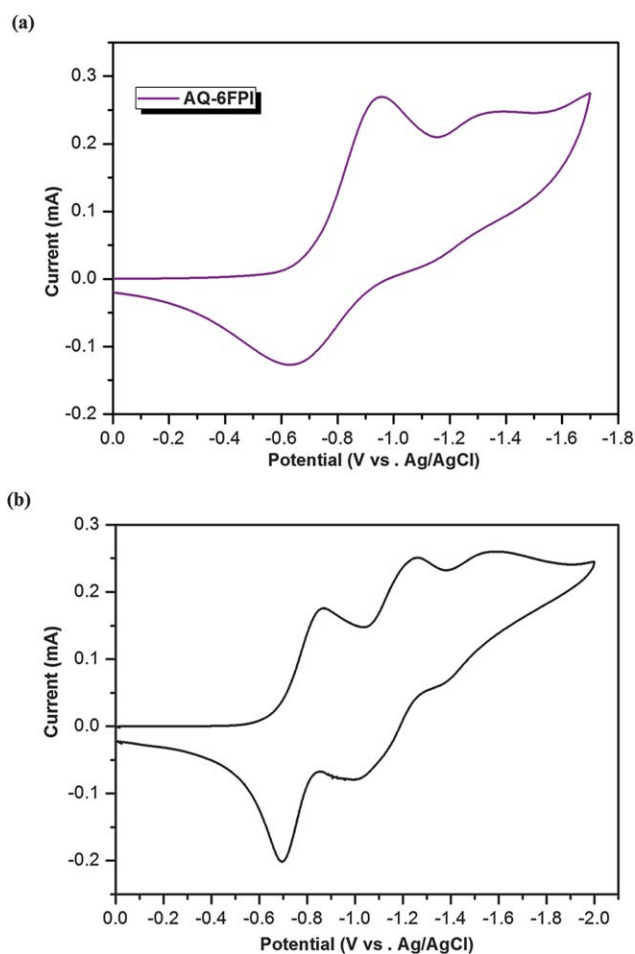 (a)
0.4
0.3
0.2
0.1
0.0
-0.1
-0.2
Current (mA)
AQ-6FPI
0.0 -0.2 -0.4 -0.6 -0.8 -1.0 -1.2 -1.4 -1.6 -1.8
Potential (V vs . Ag/AgCl)
(b)
0.3
0.2
0.1
0.0
-0.1
-0.2
Current (mA)
0.0 -0.2 -0.4 -0.6 -0.8 -1.0 -1.2 -1.4 -1.6 -1.8 -2.0
Potential (V vs . Ag/AgCl)